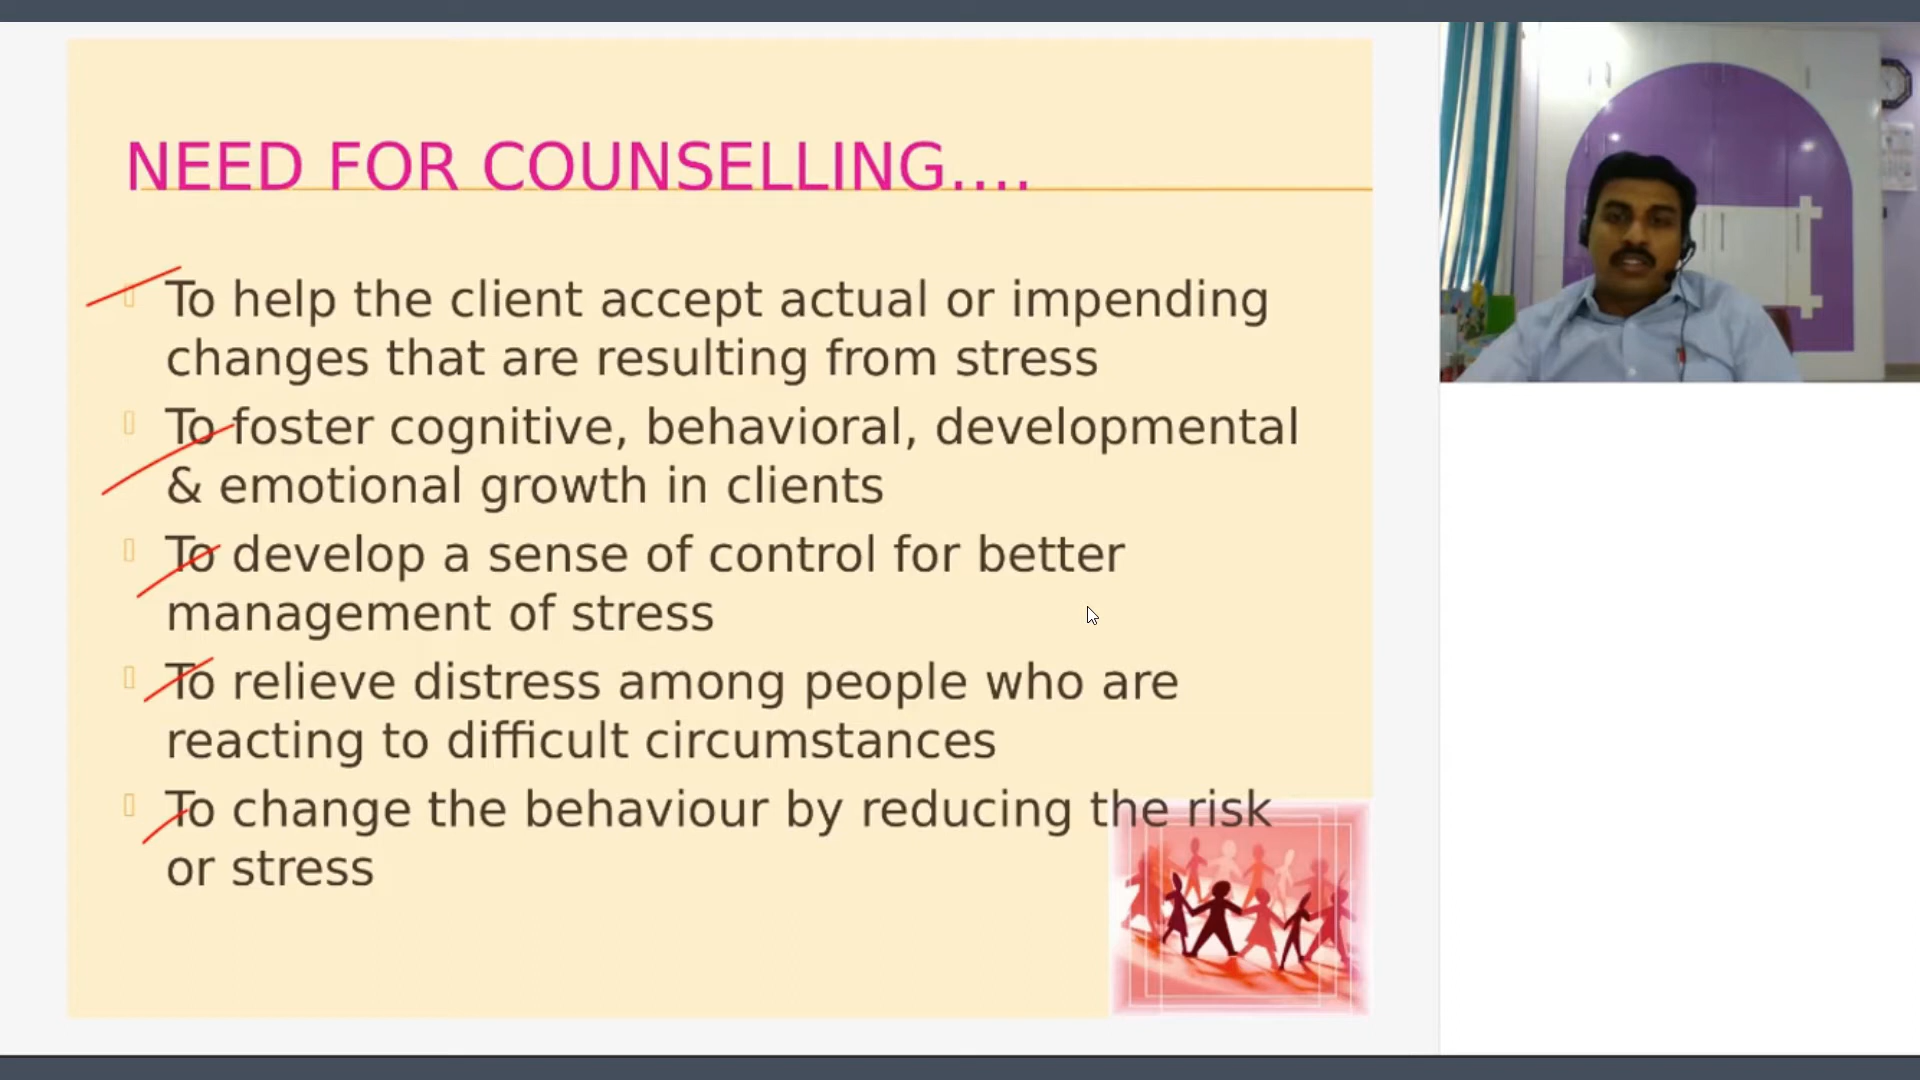 NEED FOR COUNSELLING....
To help the client accept actual or impending
changes that are resulting from stress
To foster cognitive, behavioral, developmental
& emotional growth in clients
To develop a sense of control for better
management of stress
To relieve distress among people who are
reacting to difficult circumstances
To change the behaviour by reducing the risk
or stress